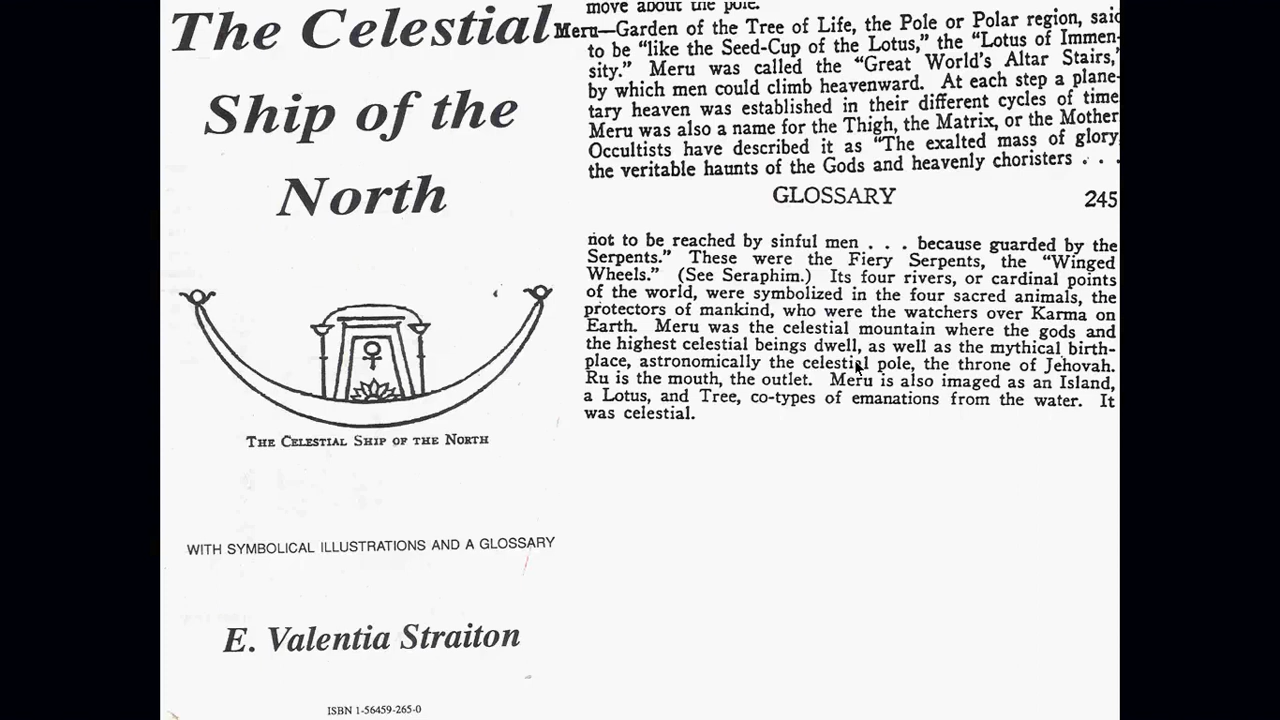 The Celestial
Ship of the
North
THE CELESTIAL SHIP OF THE NORTH
WITH SYMBOLICAL ILLUSTRATIONS AND A GLOSSARY
E. Valentia Straiton
ISBN 1-56459-265-0
move about the pole.
Meru—Garden of the Tree of Life, the Pole or Polar region, said
to be “like the Seed-Cup of the Lotus,” the “Lotus of Immen-
sity.” Meru was called the “Great World’s Altar Stairs,”
by which men could climb heavenward. At each step a plane-
tary heaven was established in their different cycles of time
Meru was also a name for the Thigh, the Matrix, or the Mother
Occultists have described it as “The exalted mass of glory
the veritable haunts of the Gods and heavenly choristers . . .
GLOSSARY 245
not to be reached by sinful men . . . because guarded by the
Serpents.” These were the Fiery Serpents, the “Winged
Wheels.” (See Seraphim.) Its four rivers, or cardinal points
of the world, were symbolized in the four sacred animals, the
protectors of mankind, who were the watchers over Karma on
Earth. Meru was the celestial mountain where the gods and
the highest celestial beings dwell, as well as the mythical birth-
place, astronomically the celestial pole, the throne of Jehovah.
Ru is the mouth, the outlet. Meru is also imaged as an Island,
a Lotus, and Tree, co-types of emanations from the water. It
was celestial.